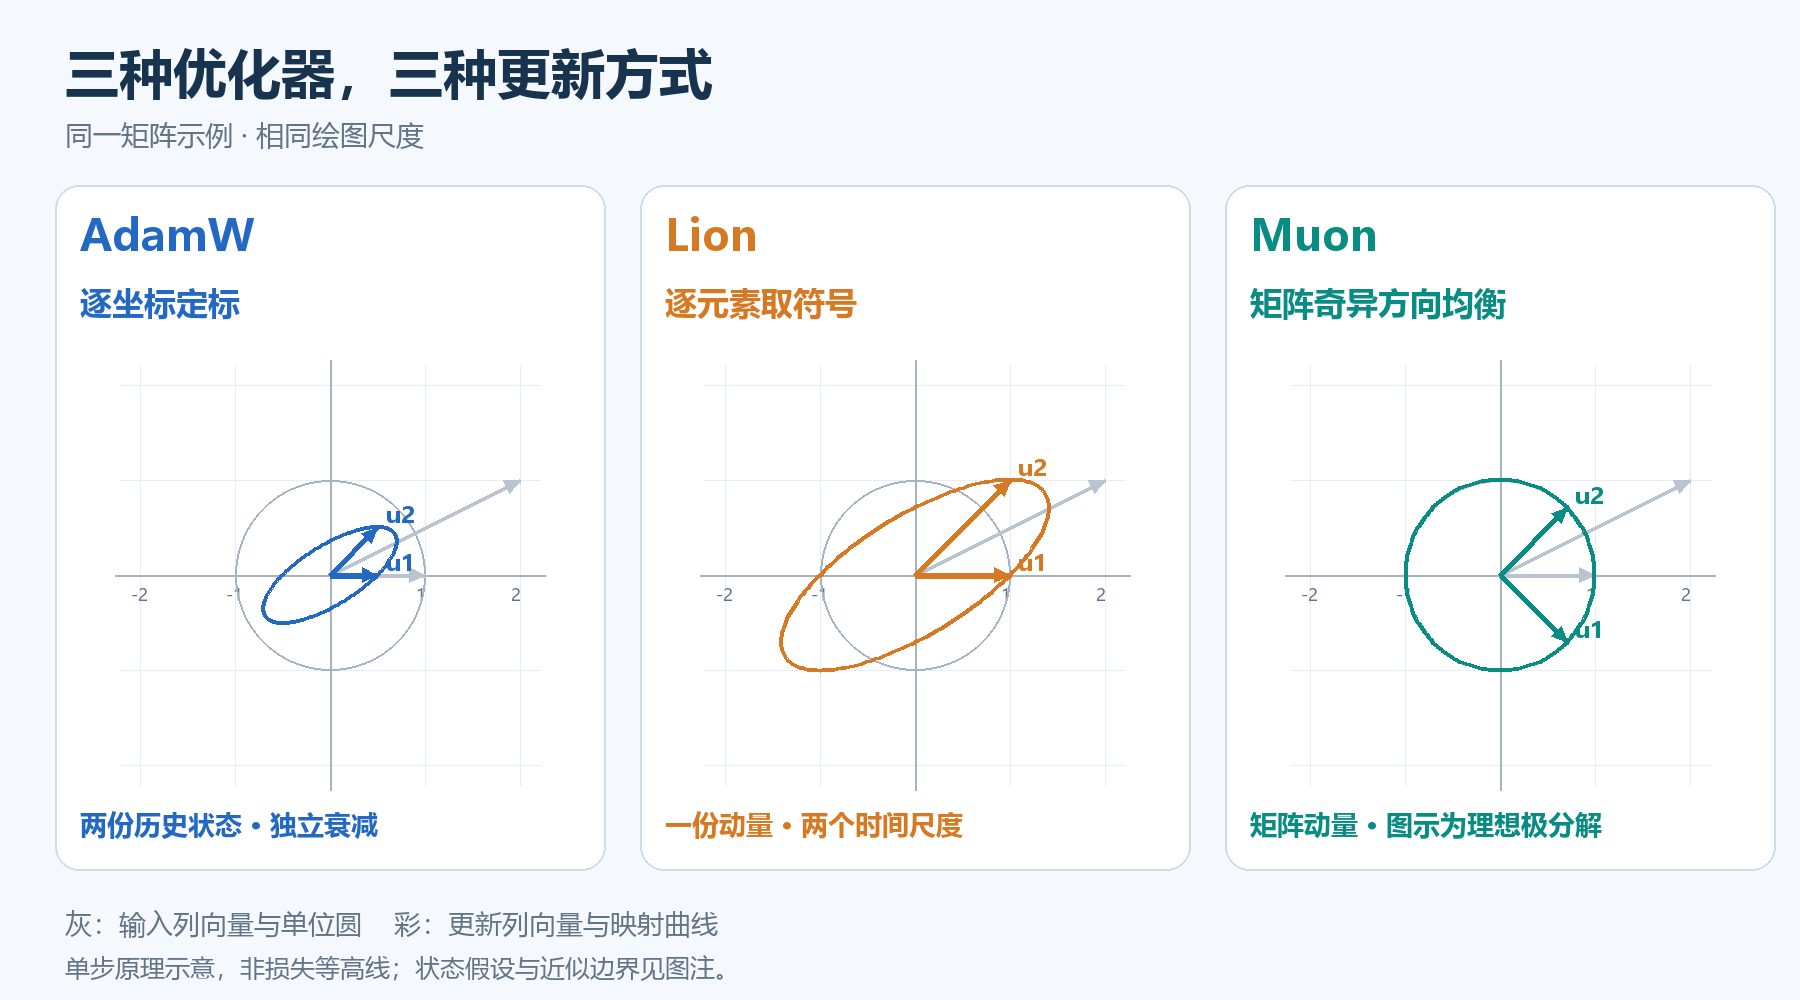 三种优化器，三种更新方式
同一矩阵示例 · 相同绘图尺度
AdamW
逐坐标定标
u2
u1
-2
-1
1
2
两份历史状态 • 独立衰减
Lion
逐元素取符号
u2
u1
-2
-1
1
2
一份动量 • 两个时间尺度
Muon
矩阵奇异方向均衡
u2
-2
-1
1
2
u1
矩阵动量 • 图示为理想极分解
灰：输入列向量与单位圆 彩：更新列向量与映射曲线
单步原理示意，非损失等高线；状态假设与近似边界见图注。